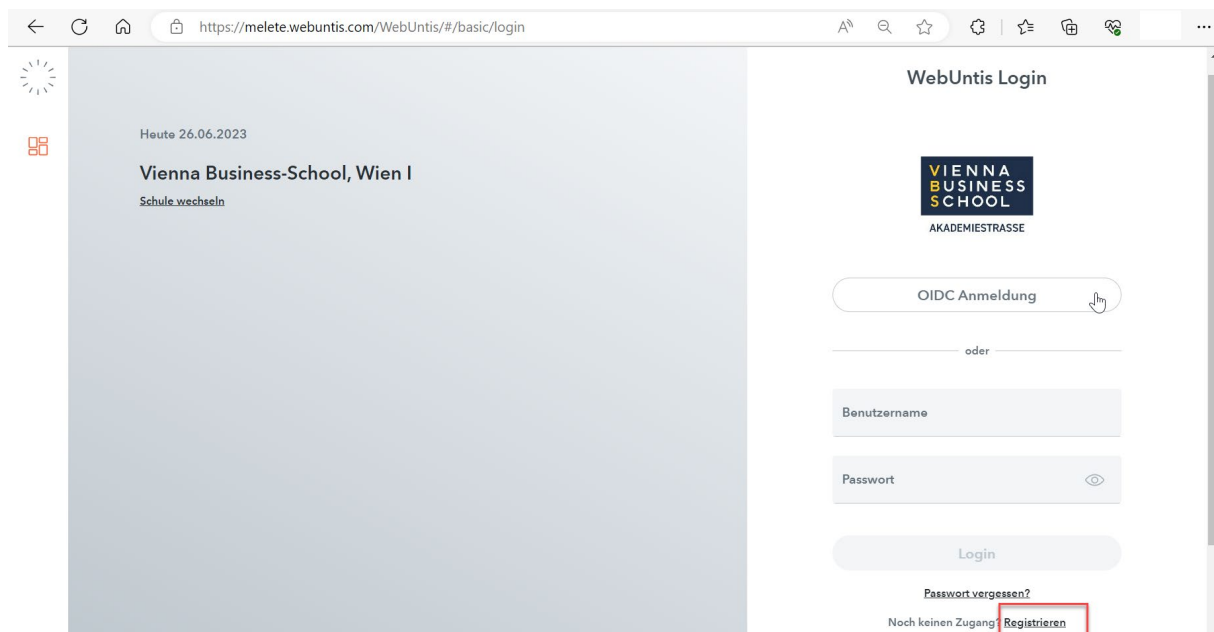 https://melete.webuntis.com/WebUntis/#/basic/login
WebUntis Login
Heute 26.06.2023
Vienna Business-School, Wien I
Schule wechseln
VIENNA
BUSINESS
SCHOOL
AKADEMIESTRASSE
OIDC Anmeldung
oder
Benutzername
Passwort
Login
Passwort vergessen?
Noch keinen Zugang? Registrieren